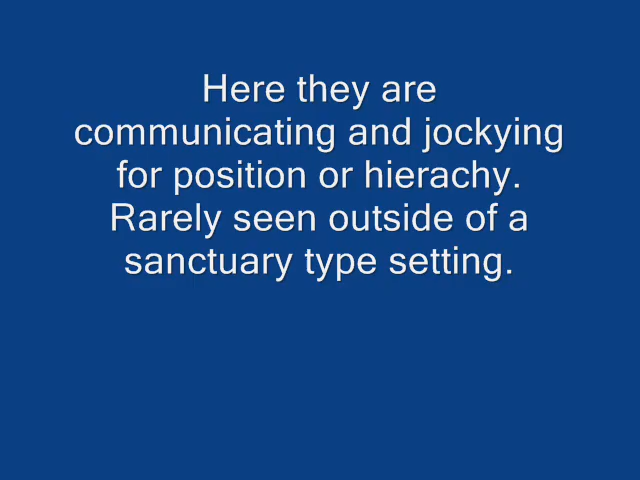 Here they are
communicating and jockying
for position or hierachy.
Rarely seen outside of a
sanctuary type setting.